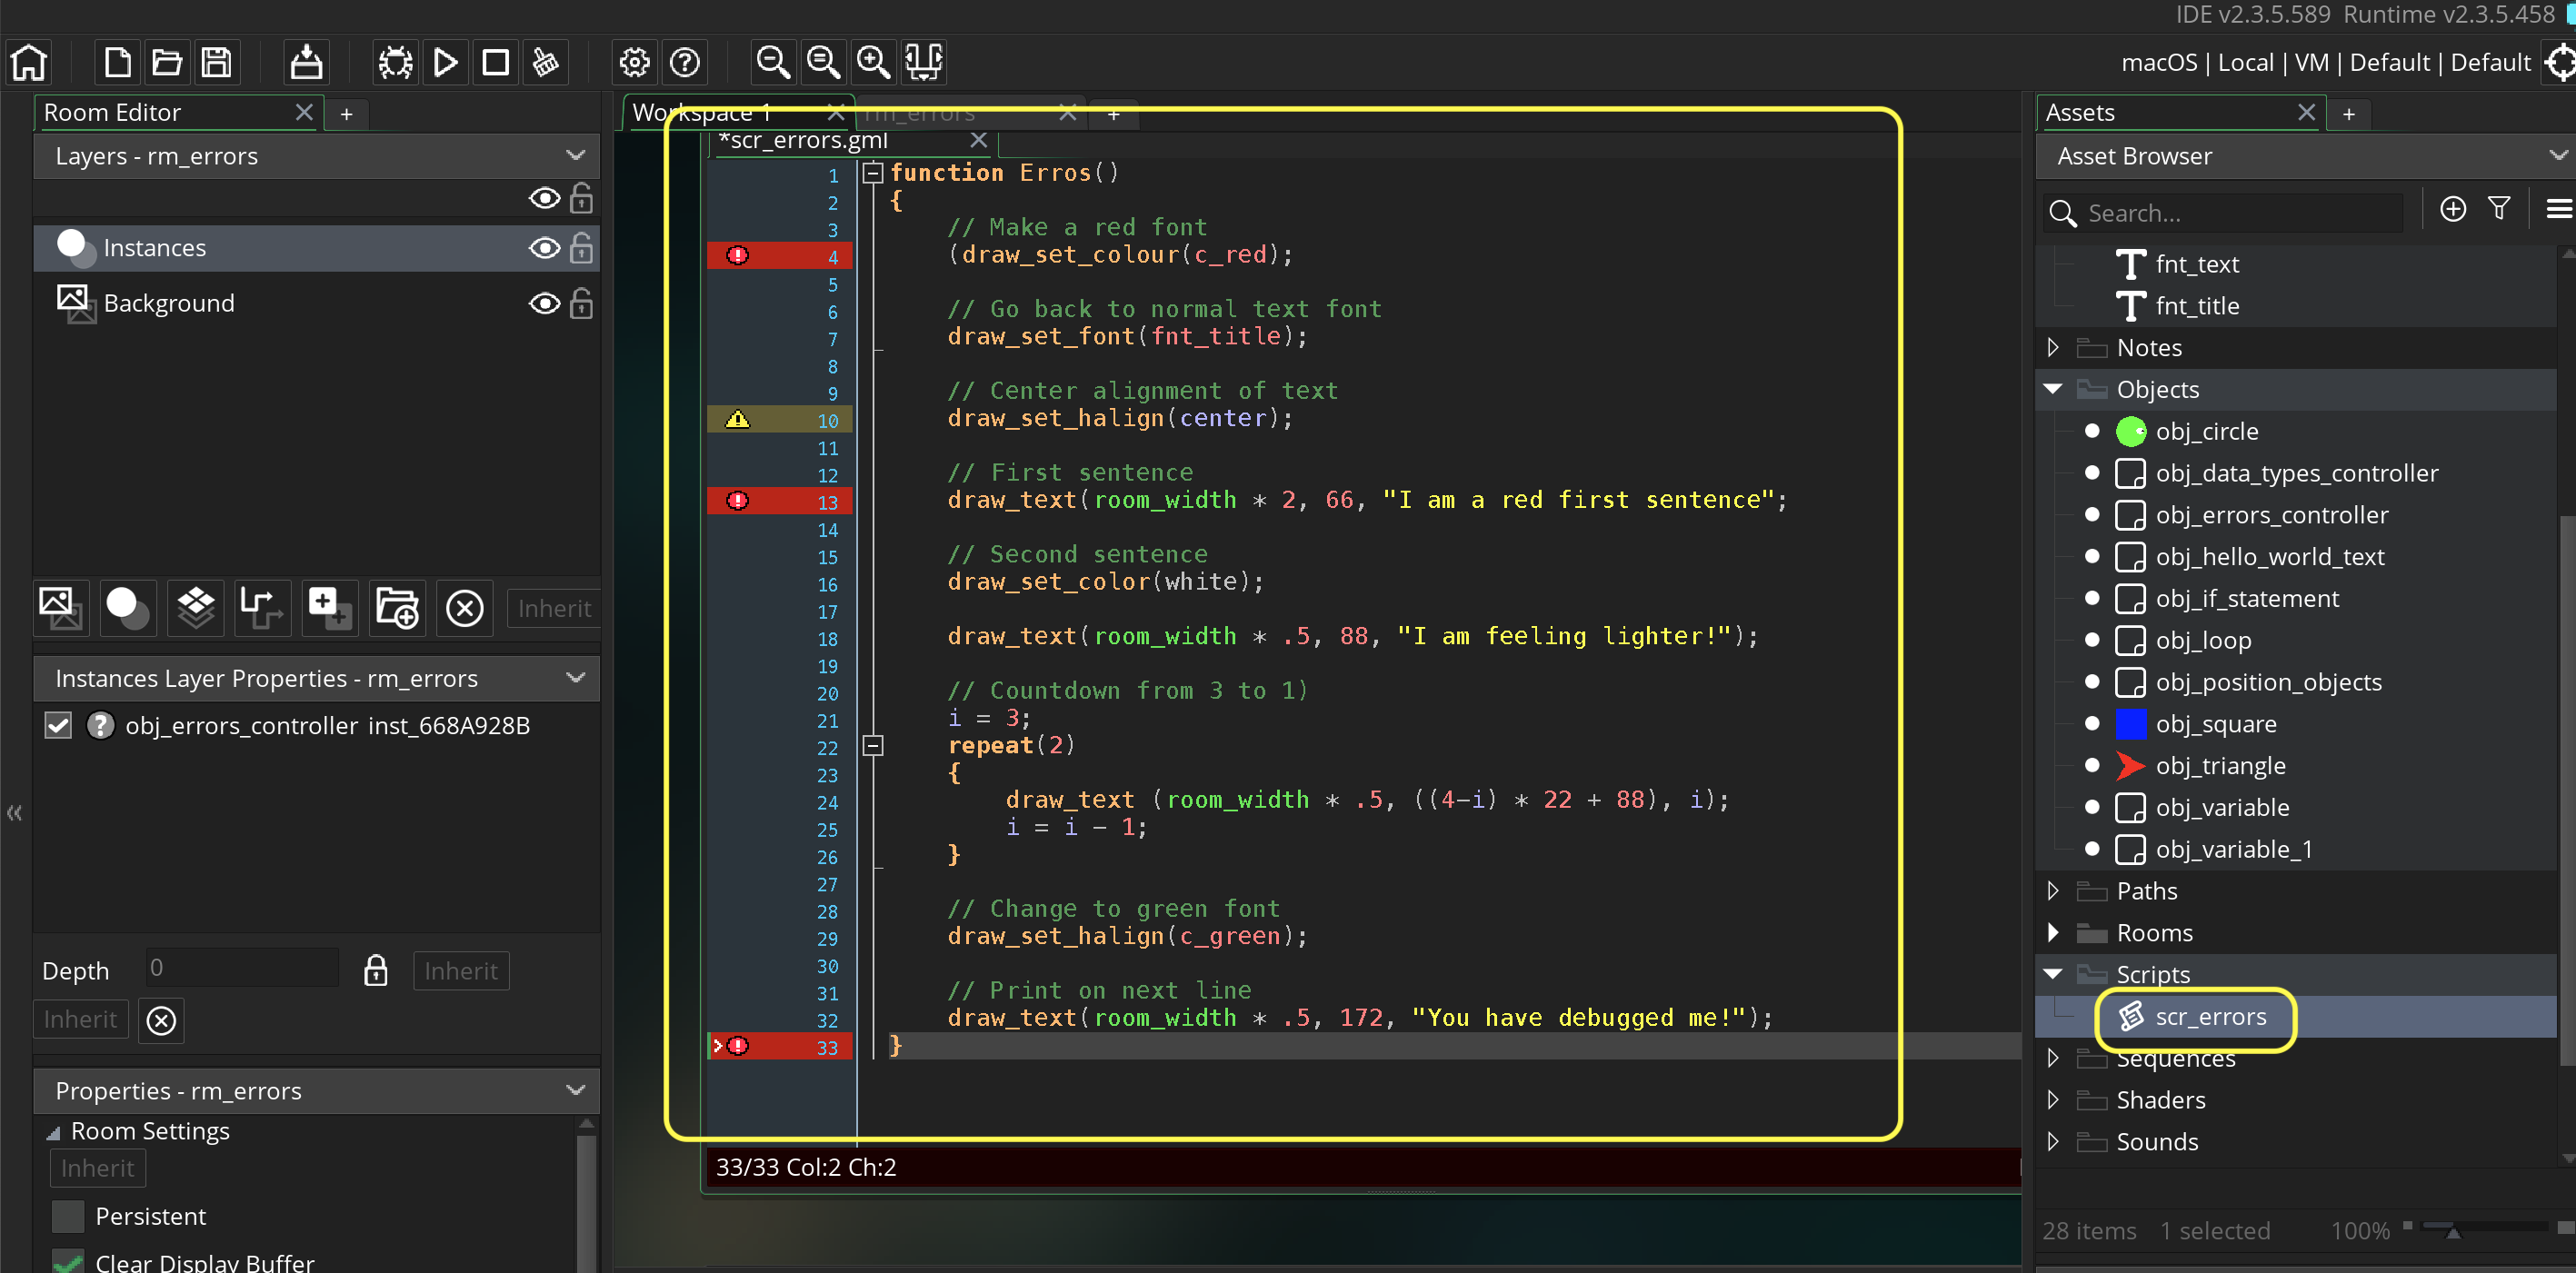 IDE v2.3.5.589 Runtime v2.3.5.458
macOS | Local | VM | Default | Default
Room Editor
Layers - rm_errors
Instances
Background
Inherit
Instances Layer Properties - rm_errors
obj_errors_controller inst_668A928B
Depth 0 Inherit
Inherit
Properties - rm_errors
Room Settings
Inherit
Persistent
Clear Display Buffer
Workspace 1 rm_errors +
*scr_errors.gml
1 function Erros()
2 {
3 // Make a red font
4 (draw_set_colour(c_red);
5
6 // Go back to normal text font
7 draw_set_font(fnt_title);
8
9 // Center alignment of text
10 draw_set_halign(center);
11
12 // First sentence
13 draw_text(room_width * 2, 66, "I am a red first sentence";
14
15 // Second sentence
16 draw_set_color(white);
17
18 draw_text(room_width * .5, 88, "I am feeling lighter!");
19
20 // Countdown from 3 to 1)
21 i = 3;
22 repeat(2)
23 {
24 draw_text (room_width * .5, ((4-i) * 22 + 88), i);
25 i = i - 1;
26 }
27
28 // Change to green font
29 draw_set_halign(c_green);
30
31 // Print on next line
32 draw_text(room_width * .5, 172, "You have debugged me!");
33 }
33/33 Col:2 Ch:2
Assets
Asset Browser
Search...
fnt_text
fnt_title
Notes
Objects
obj_circle
obj_data_types_controller
obj_errors_controller
obj_hello_world_text
obj_if_statement
obj_loop
obj_position_objects
obj_square
obj_triangle
obj_variable
obj_variable_1
Paths
Rooms
Scripts
scr_errors
Sequences
Shaders
Sounds
28 items 1 selected 100%